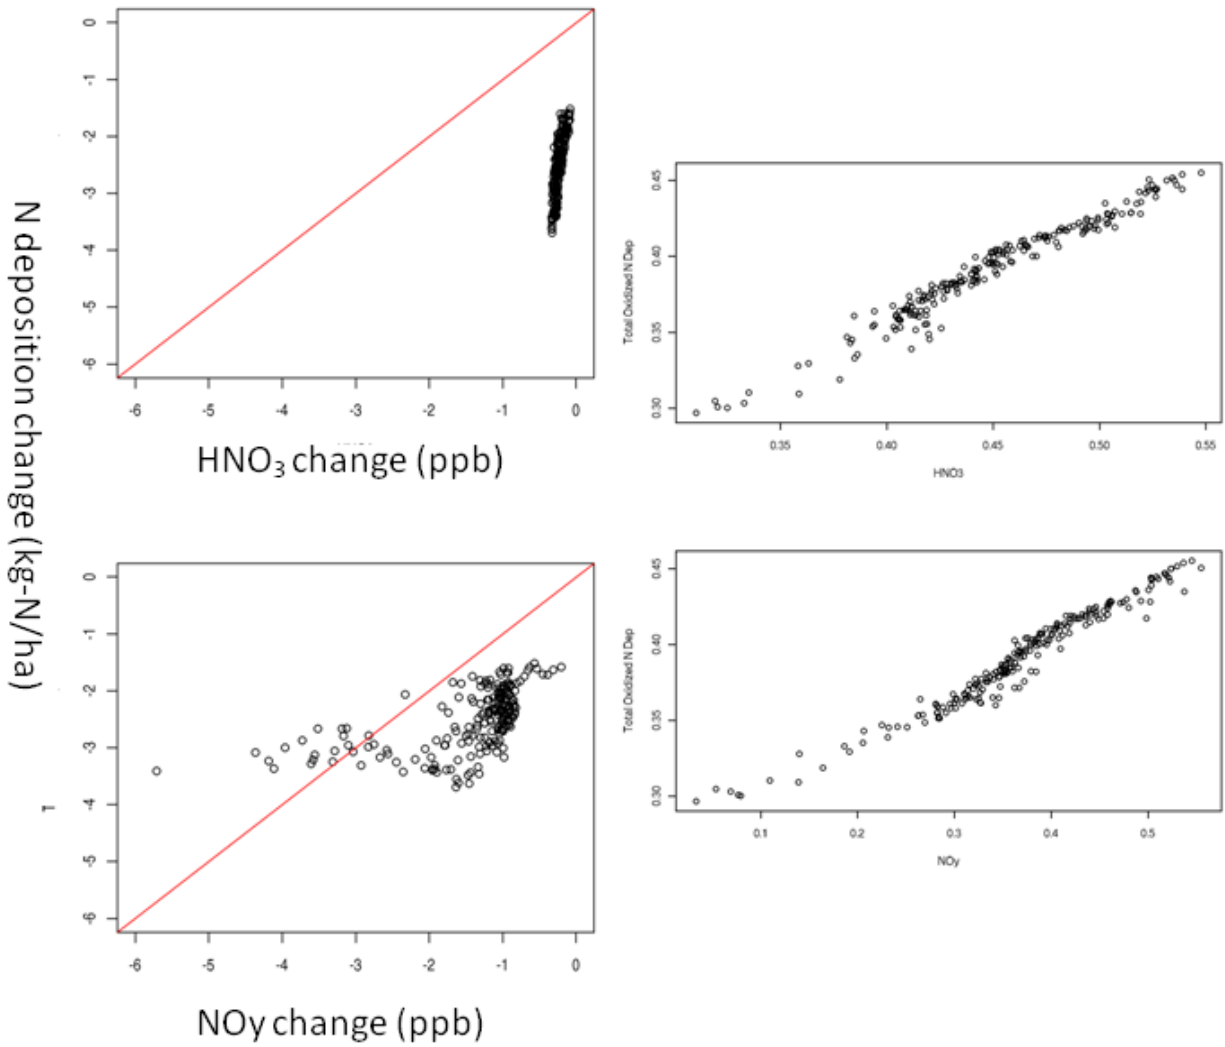 N deposition change (kg-N/ha)
0
-1
-2
-3
-4
-5
-6
-6 -5 -4 -3 -2 -1 0
HNO₃ change (ppb)
Total Oxidized N Dep
0.45
0.40
0.35
0.30
0.35 0.40 0.45 0.50 0.55
HNO3
0
-1
-2
-3
-4
-5
-6
-6 -5 -4 -3 -2 -1 0
NOy change (ppb)
Total Oxidized N Dep
0.45
0.40
0.35
0.30
0.1 0.2 0.3 0.4 0.5
NOy